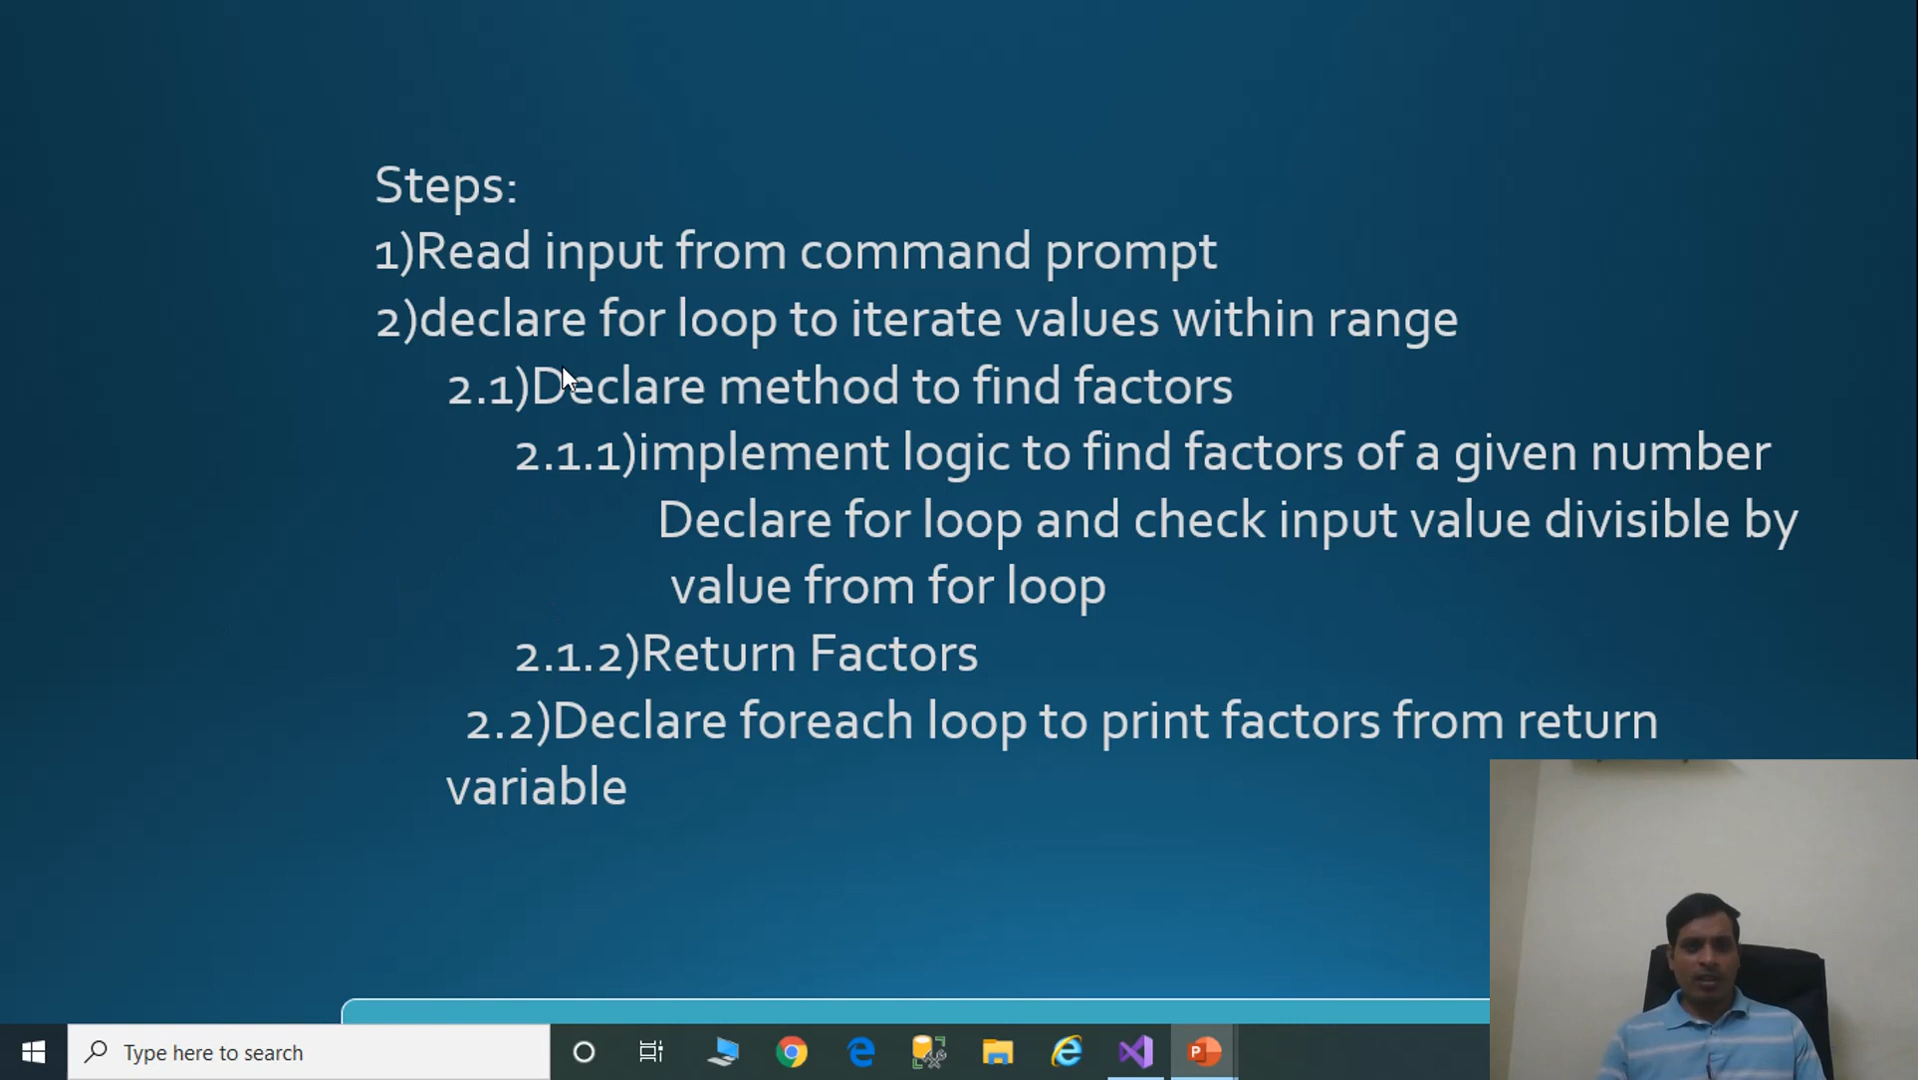 Steps:
1)Read input from command prompt
2)declare for loop to iterate values within range
2.1)Declare method to find factors
2.1.1)implement logic to find factors of a given number
Declare for loop and check input value divisible by
value from for loop
2.1.2)Return Factors
2.2)Declare foreach loop to print factors from return
variable
Type here to search